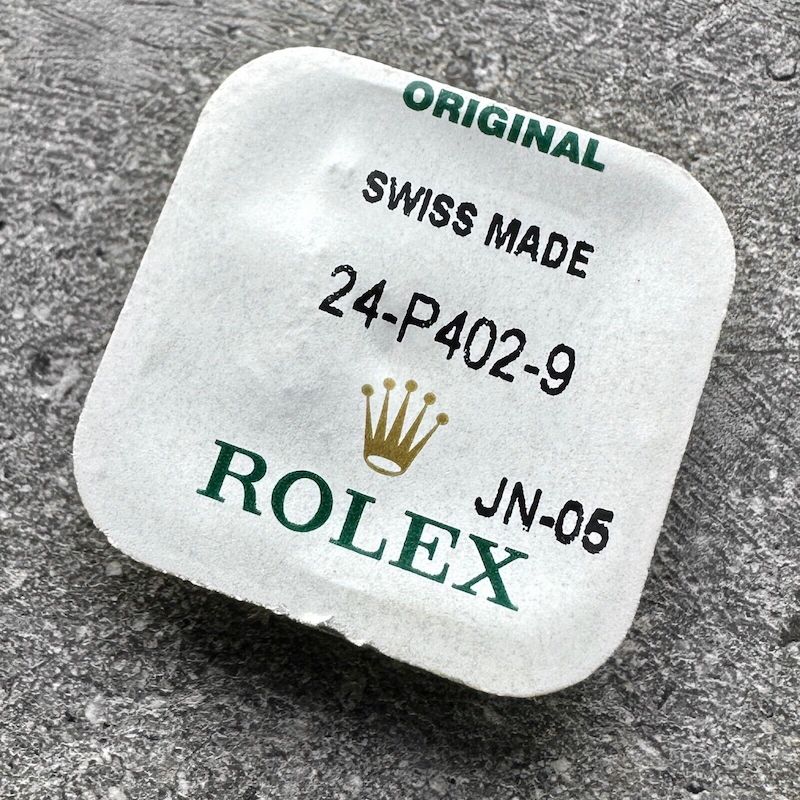 ORIGINAL
SWISS MADE
24-P402-9
JN-05
ROLEX